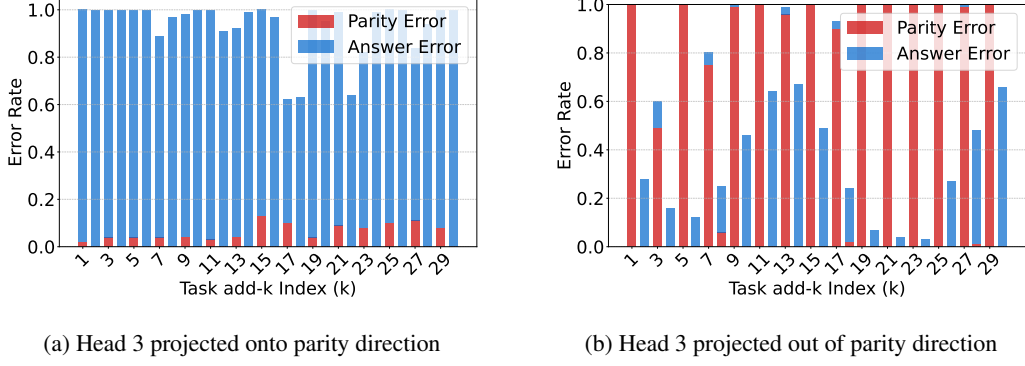 1.0
0.8
0.6
0.4
0.2
0.0
Error Rate
Parity Error
Answer Error
1 3 5 7 9 11 13 15 17 19 21 23 25 27 29
Task add-k Index (k)
(a) Head 3 projected onto parity direction
1.0
0.8
0.6
0.4
0.2
0.0
Error Rate
Parity Error
Answer Error
1 3 5 7 9 11 13 15 17 19 21 23 25 27 29
Task add-k Index (k)
(b) Head 3 projected out of parity direction